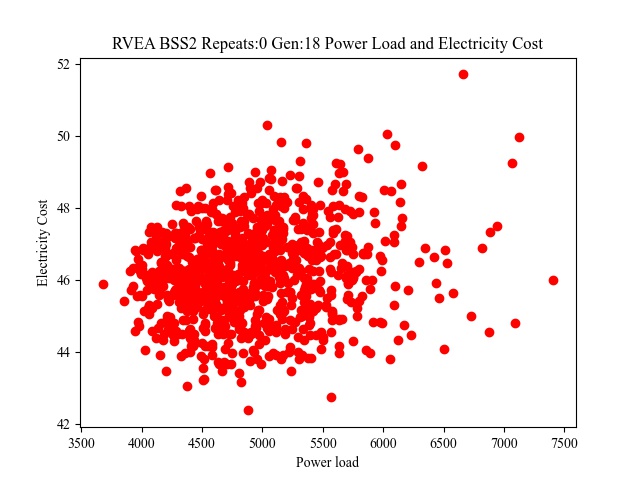 RVEA BSS2 Repeats:0 Gen:18 Power Load and Electricity Cost
52
50
48
46
44
42
Electricity Cost
3500 4000 4500 5000 5500 6000 6500 7000 7500
Power load